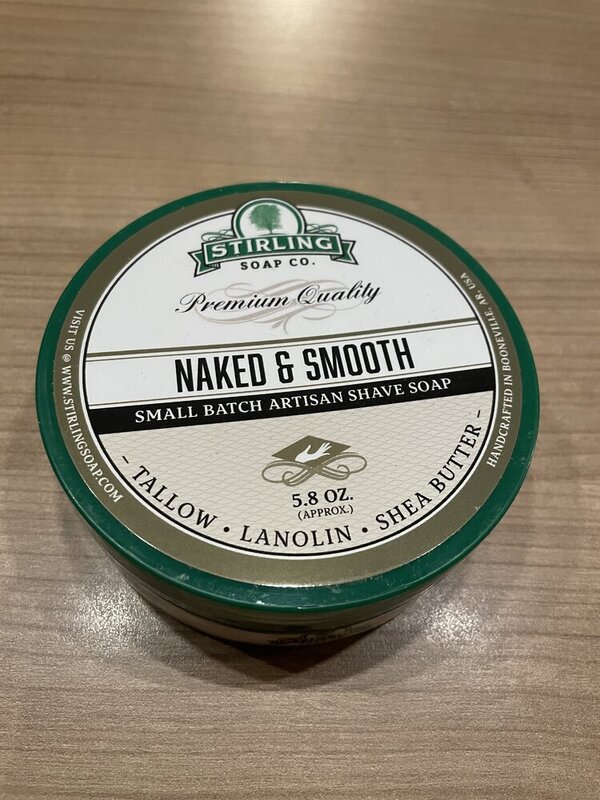 STIRLING
SOAP CO.
Premium Quality
NAKED & SMOOTH
SMALL BATCH ARTISAN SHAVE SOAP
5.8 OZ.
(APPROX.)
– TALLOW • LANOLIN • SHEA BUTTER –
VISIT US @ WWW.STIRLINGSOAP.COM
HANDCRAFTED IN BOONEVILLE, AR, USA